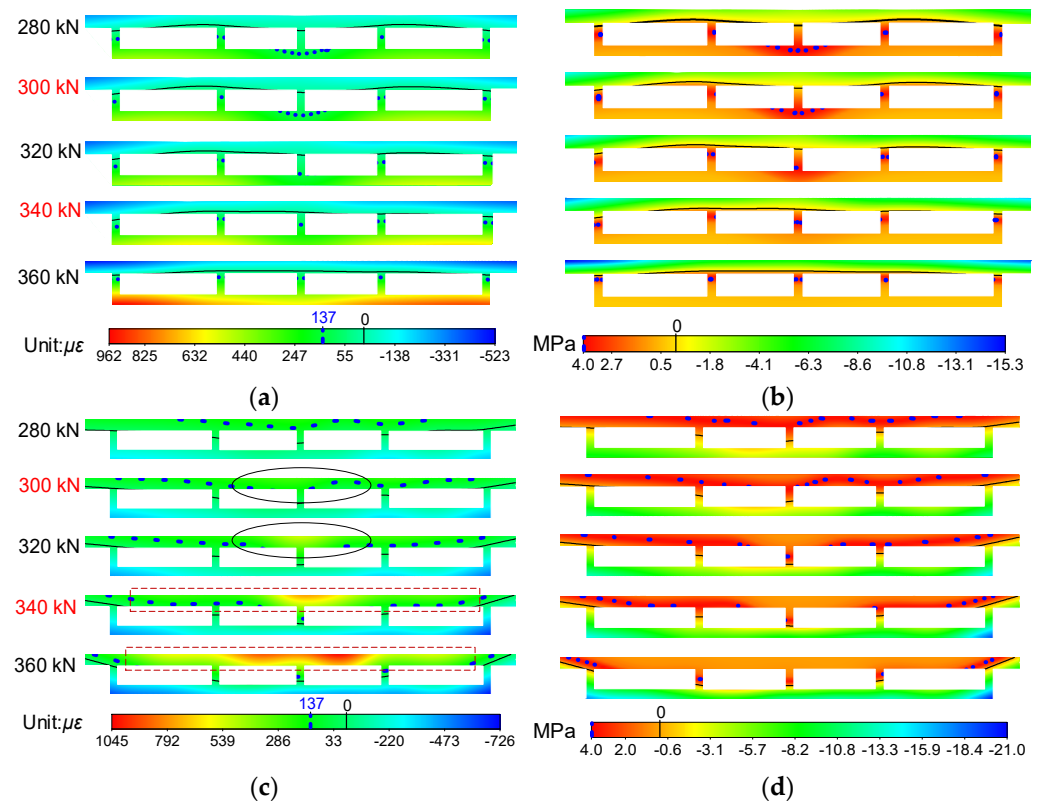 280 kN
300 kN
320 kN
340 kN
360 kN
137 0
Unit:με
962 825 632 440 247 55 -138 -331 -523
(a)
0
MPa
4.0 2.7 0.5 -1.8 -4.1 -6.3 -8.6 -10.8 -13.1 -15.3
(b)
280 kN
300 kN
320 kN
340 kN
360 kN
137 0
Unit:με
1045 792 539 286 33 -220 -473 -726
(c)
0
MPa
4.0 2.0 -0.6 -3.1 -5.7 -8.2 -10.8 -13.3 -15.9 -18.4 -21.0
(d)